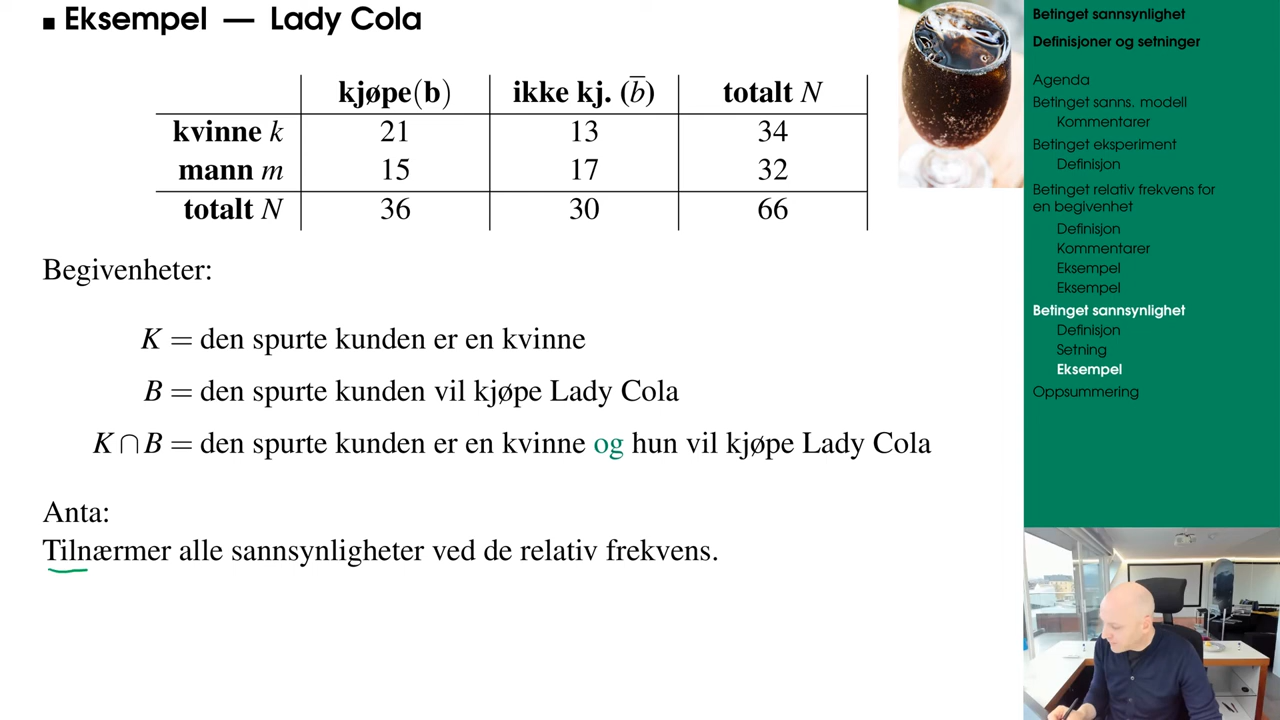 Eksempel — Lady Cola
kjøpe(b) ikke kj. (b̅) totalt N
kvinne k 21 13 34
mann m 15 17 32
totalt N 36 30 66
Begivenheter:
K = den spurte kunden er en kvinne
B = den spurte kunden vil kjøpe Lady Cola
K ∩ B = den spurte kunden er en kvinne og hun vil kjøpe Lady Cola
Anta:
Tilnærmer alle sannsynligheter ved de relativ frekvens.
Betinget sannsynlighet
Definisjoner og setninger
Agenda
Betinget sanns. modell
Kommentarer
Betinget eksperiment
Definisjon
Betinget relativ frekvens for
en begivenhet
Definisjon
Kommentarer
Eksempel
Eksempel
Betinget sannsynlighet
Definisjon
Setning
Eksempel
Oppsummering